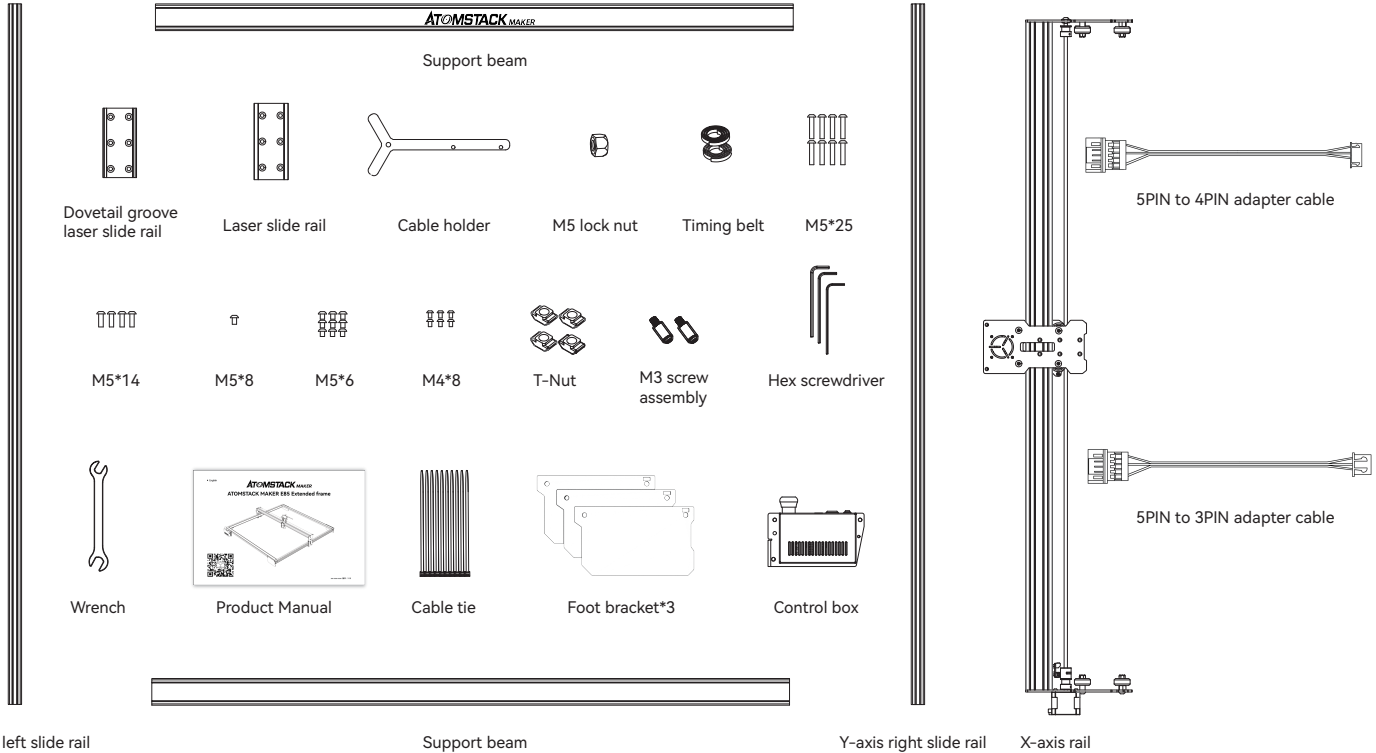 ATOMSTACK MAKER
Support beam
Dovetail groove
laser slide rail
Laser slide rail
Cable holder
M5 lock nut
Timing belt
M5*25
5PIN to 4PIN adapter cable
M5*14
M5*8
M5*6
M4*8
T-Nut
M3 screw
assembly
Hex screwdriver
ATOMSTACK MAKER
ATOMSTACK MAKER E85 Extended frame
5PIN to 3PIN adapter cable
Wrench
Product Manual
Cable tie
Foot bracket*3
Control box
left slide rail
Support beam
Y-axis right slide rail
X-axis rail